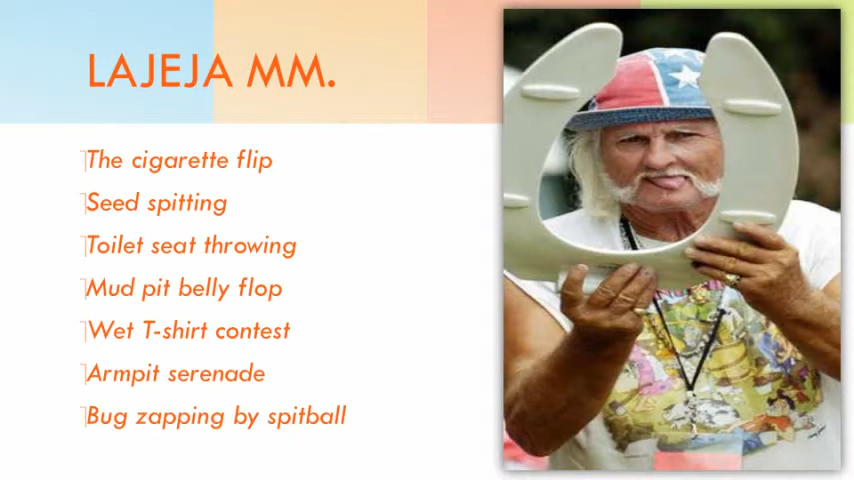 LAJEJA MM.
The cigarette flip
Seed spitting
Toilet seat throwing
Mud pit belly flop
Wet T-shirt contest
Armpit serenade
Bug zapping by spitball